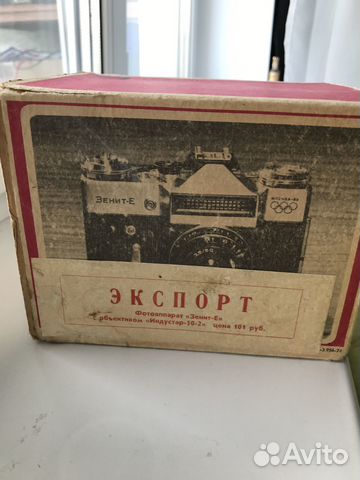 ЗЕНИТ-Е
МОСКВА-80
ЭКСПОРТ
Фотоаппарат «Зенит-Е»
с объективом «Индустар-50-2» цена 101 руб.
Avito